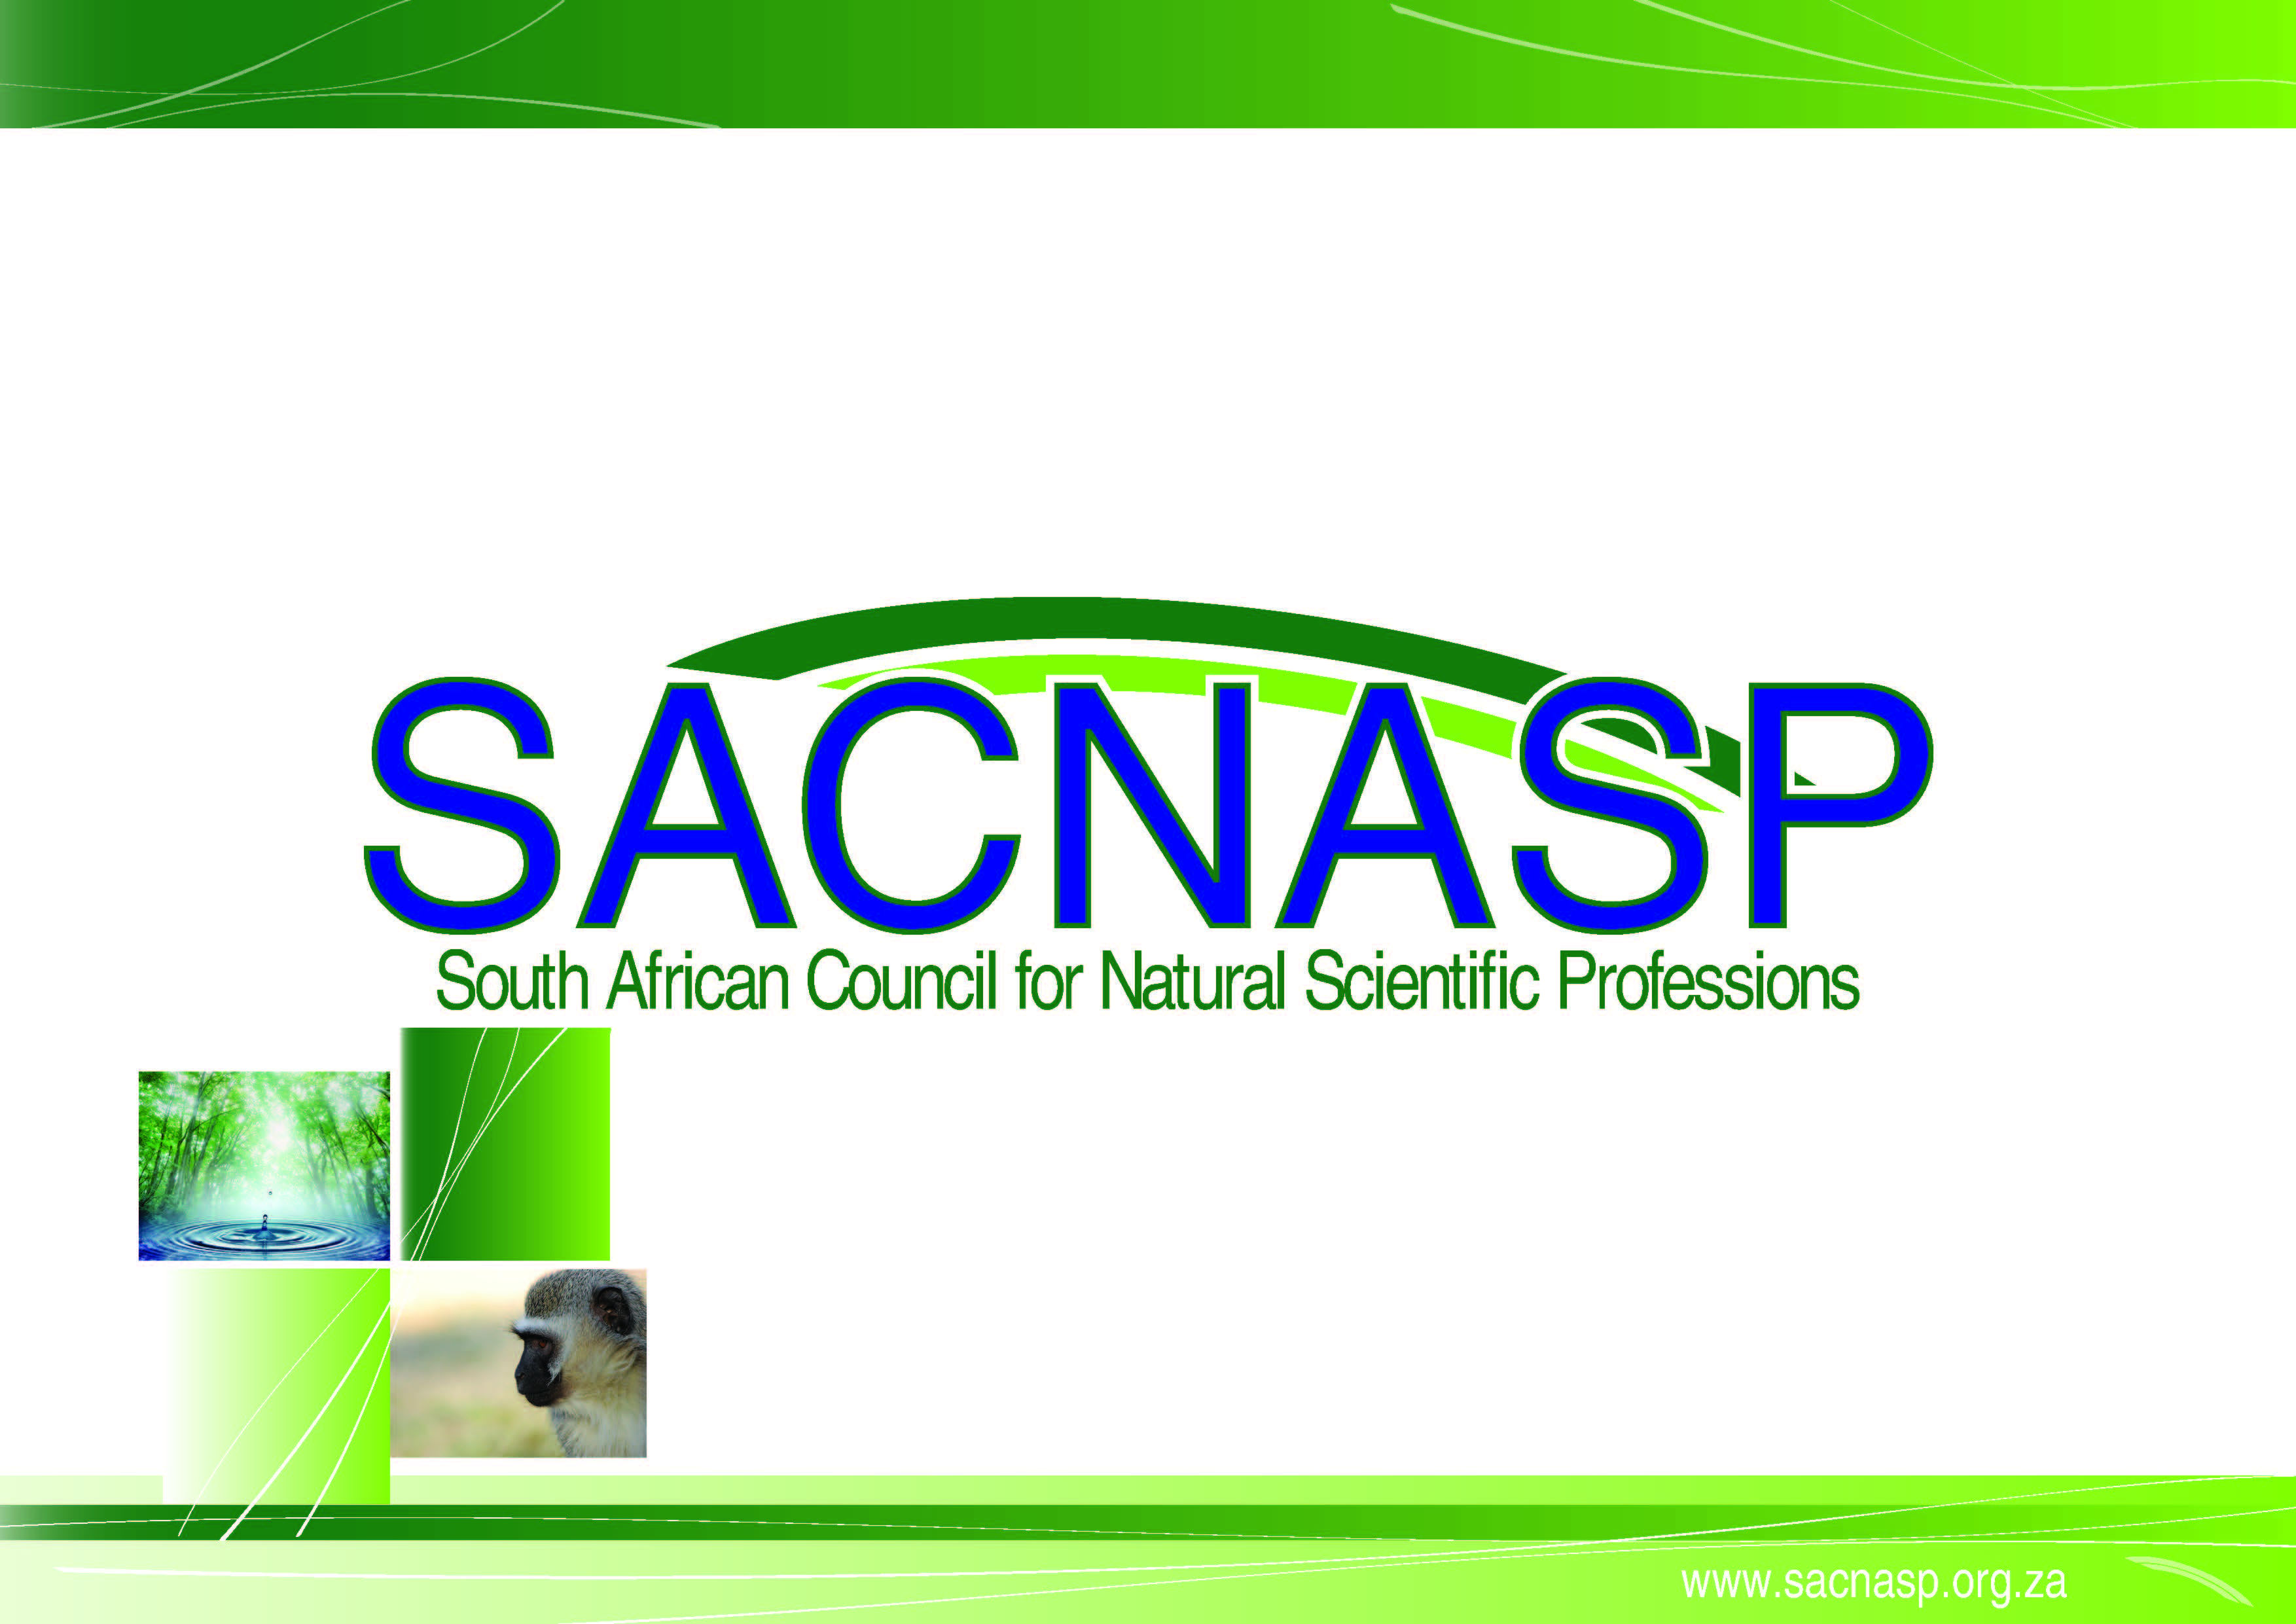 SACNASP
South African Council for Natural Scientific Professions
www.sacnasp.org.za